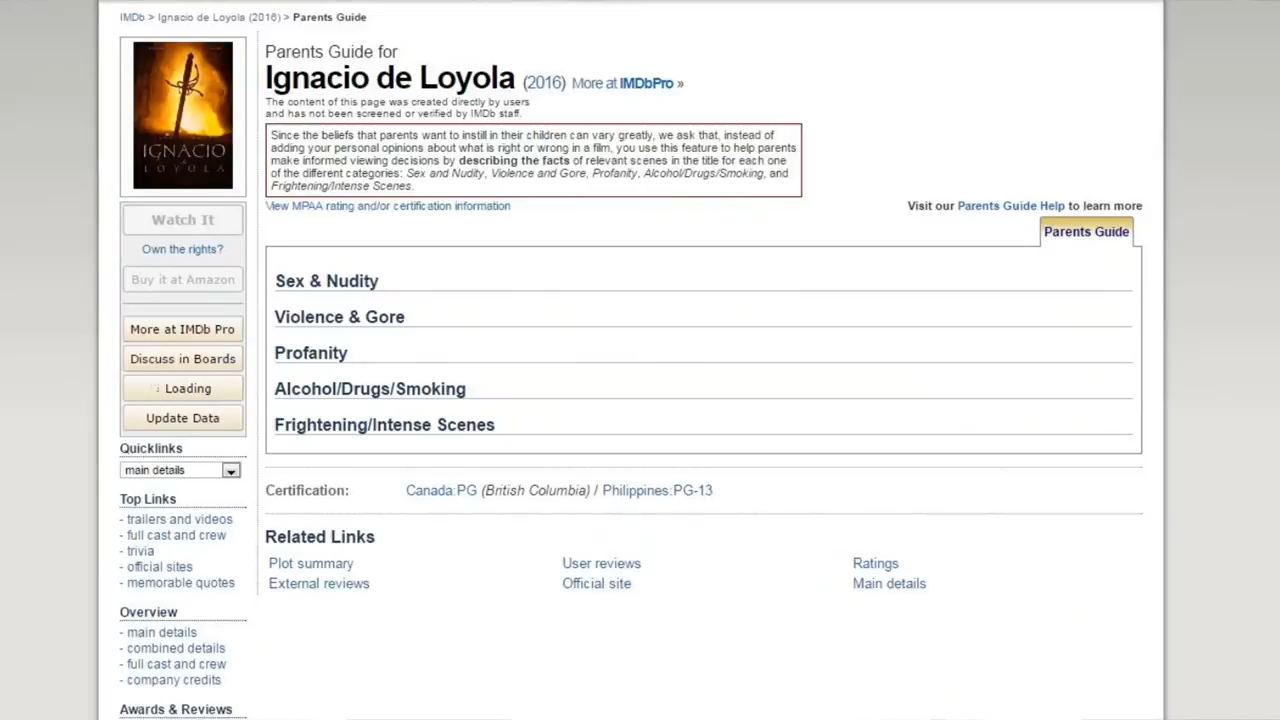 IMDb > Ignacio de Loyola (2016) > Parents Guide
IGNACIO
LOYOLA
Parents Guide for
Ignacio de Loyola (2016) More at IMDbPro »
The content of this page was created directly by users
and has not been screened or verified by IMDb staff.
Since the beliefs that parents want to instill in their children can vary greatly, we ask that, instead of
adding your personal opinions about what is right or wrong in a film, you use this feature to help parents
make informed viewing decisions by describing the facts of relevant scenes in the title for each one
of the different categories: Sex and Nudity, Violence and Gore, Profanity, Alcohol/Drugs/Smoking, and
Frightening/Intense Scenes.
View MPAA rating and/or certification information
Visit our Parents Guide Help to learn more
Parents Guide
Sex & Nudity
Violence & Gore
Profanity
Alcohol/Drugs/Smoking
Frightening/Intense Scenes
Certification: Canada:PG (British Columbia) / Philippines:PG-13
Related Links
Plot summary User reviews Ratings
External reviews Official site Main details
Watch It
Own the rights?
Buy it at Amazon
More at IMDb Pro
Discuss in Boards
Loading
Update Data
Quicklinks
main details
Top Links
- trailers and videos
- full cast and crew
- trivia
- official sites
- memorable quotes
Overview
- main details
- combined details
- full cast and crew
- company credits
Awards & Reviews